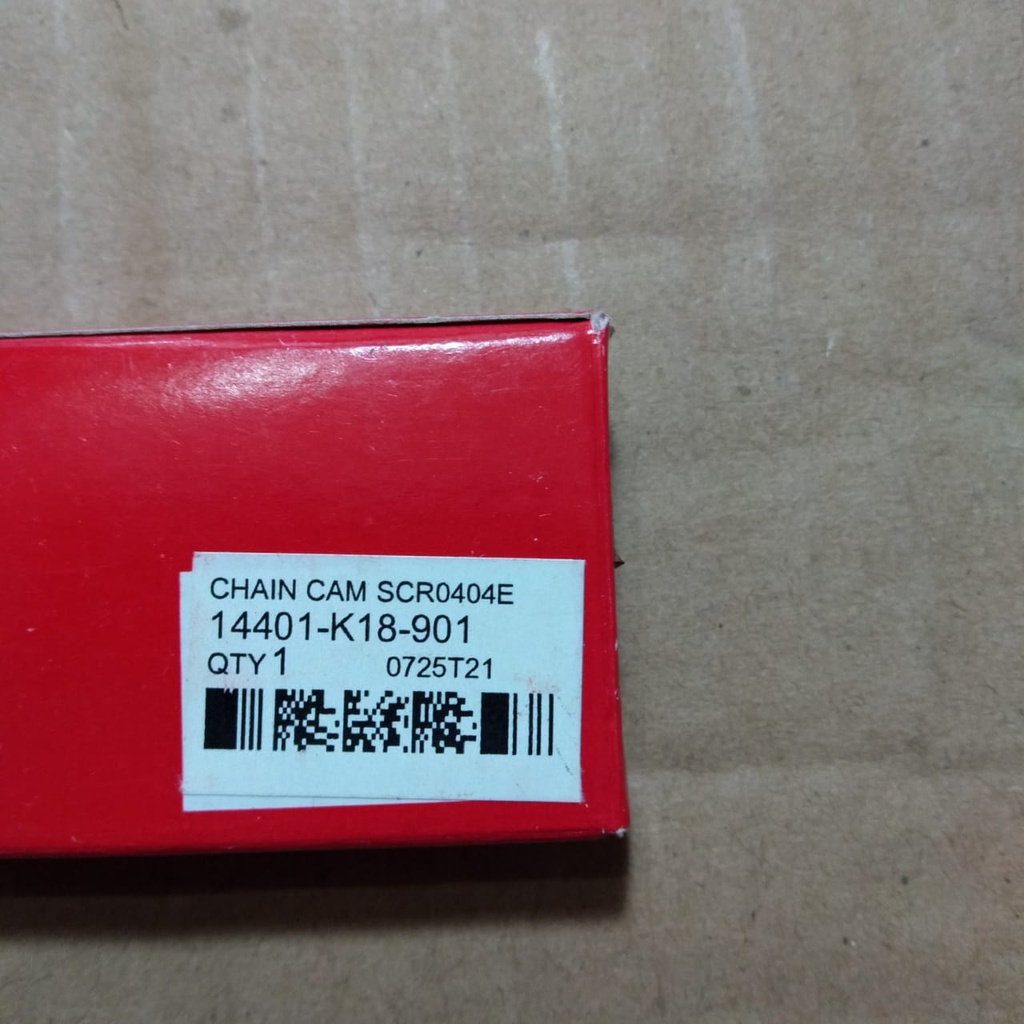 CHAIN CAM SCR0404E
14401-K18-901
QTY 1 0725T21